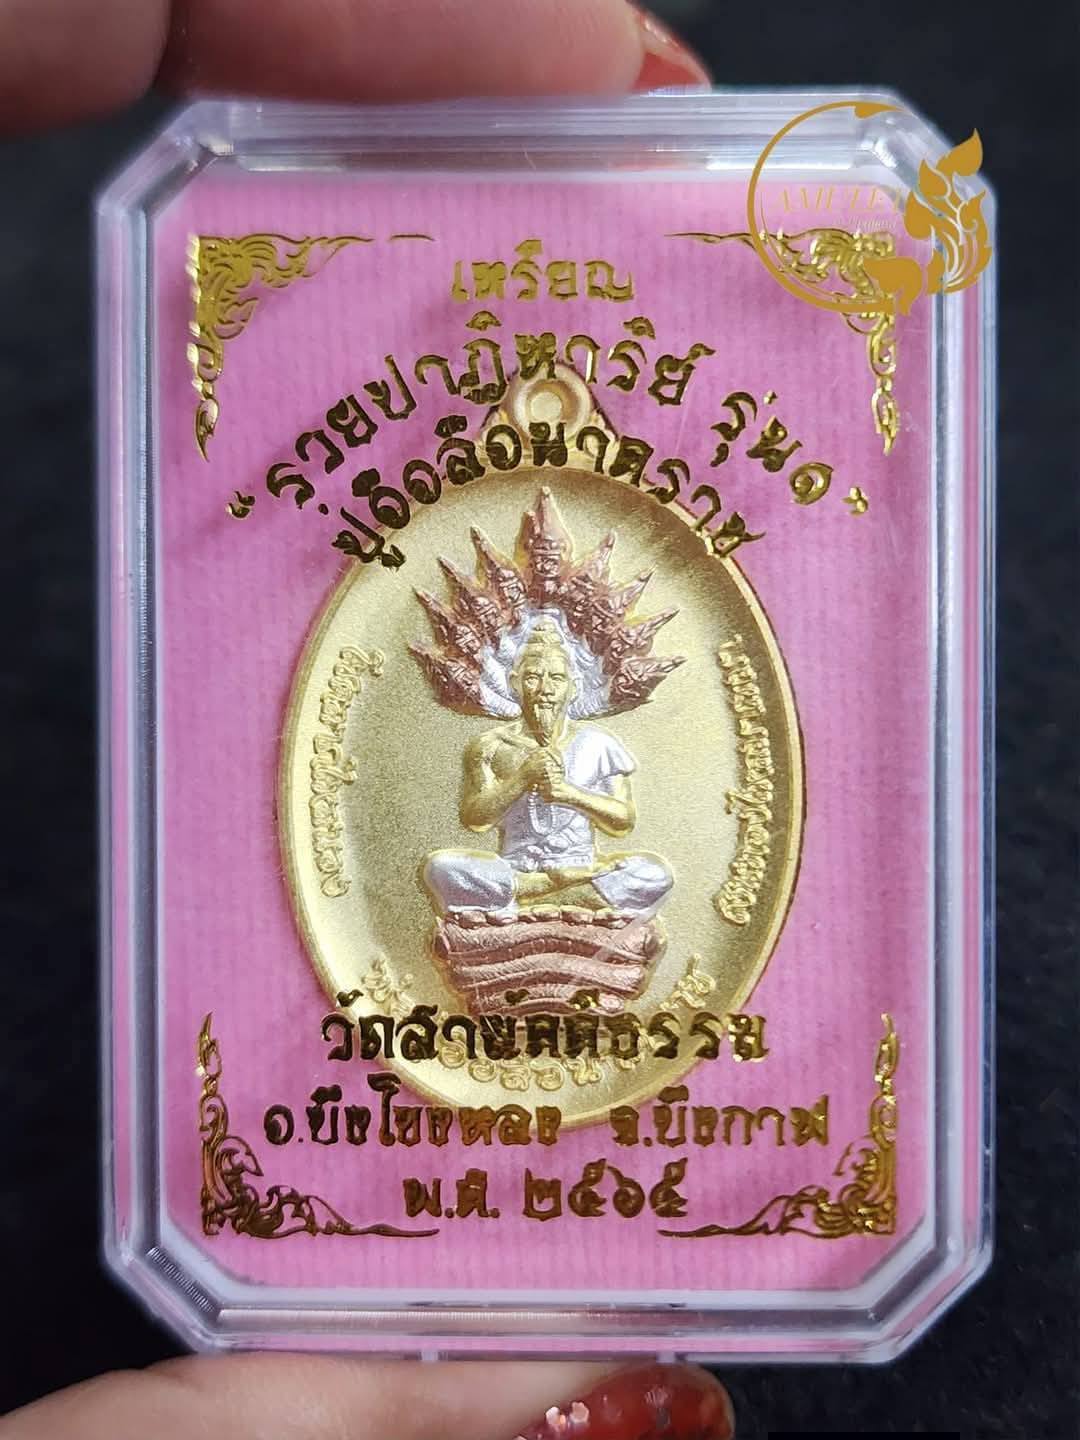 AMULET
เหรียญ
"รวยปาฏิหาริย์ รุ่น๑"
ปู่อือลือนาคราช
วัดสามัคคีธรรม
อ.บึงโขงหลง จ.บึงกาฬ
พ.ศ. ๒๕๖๕